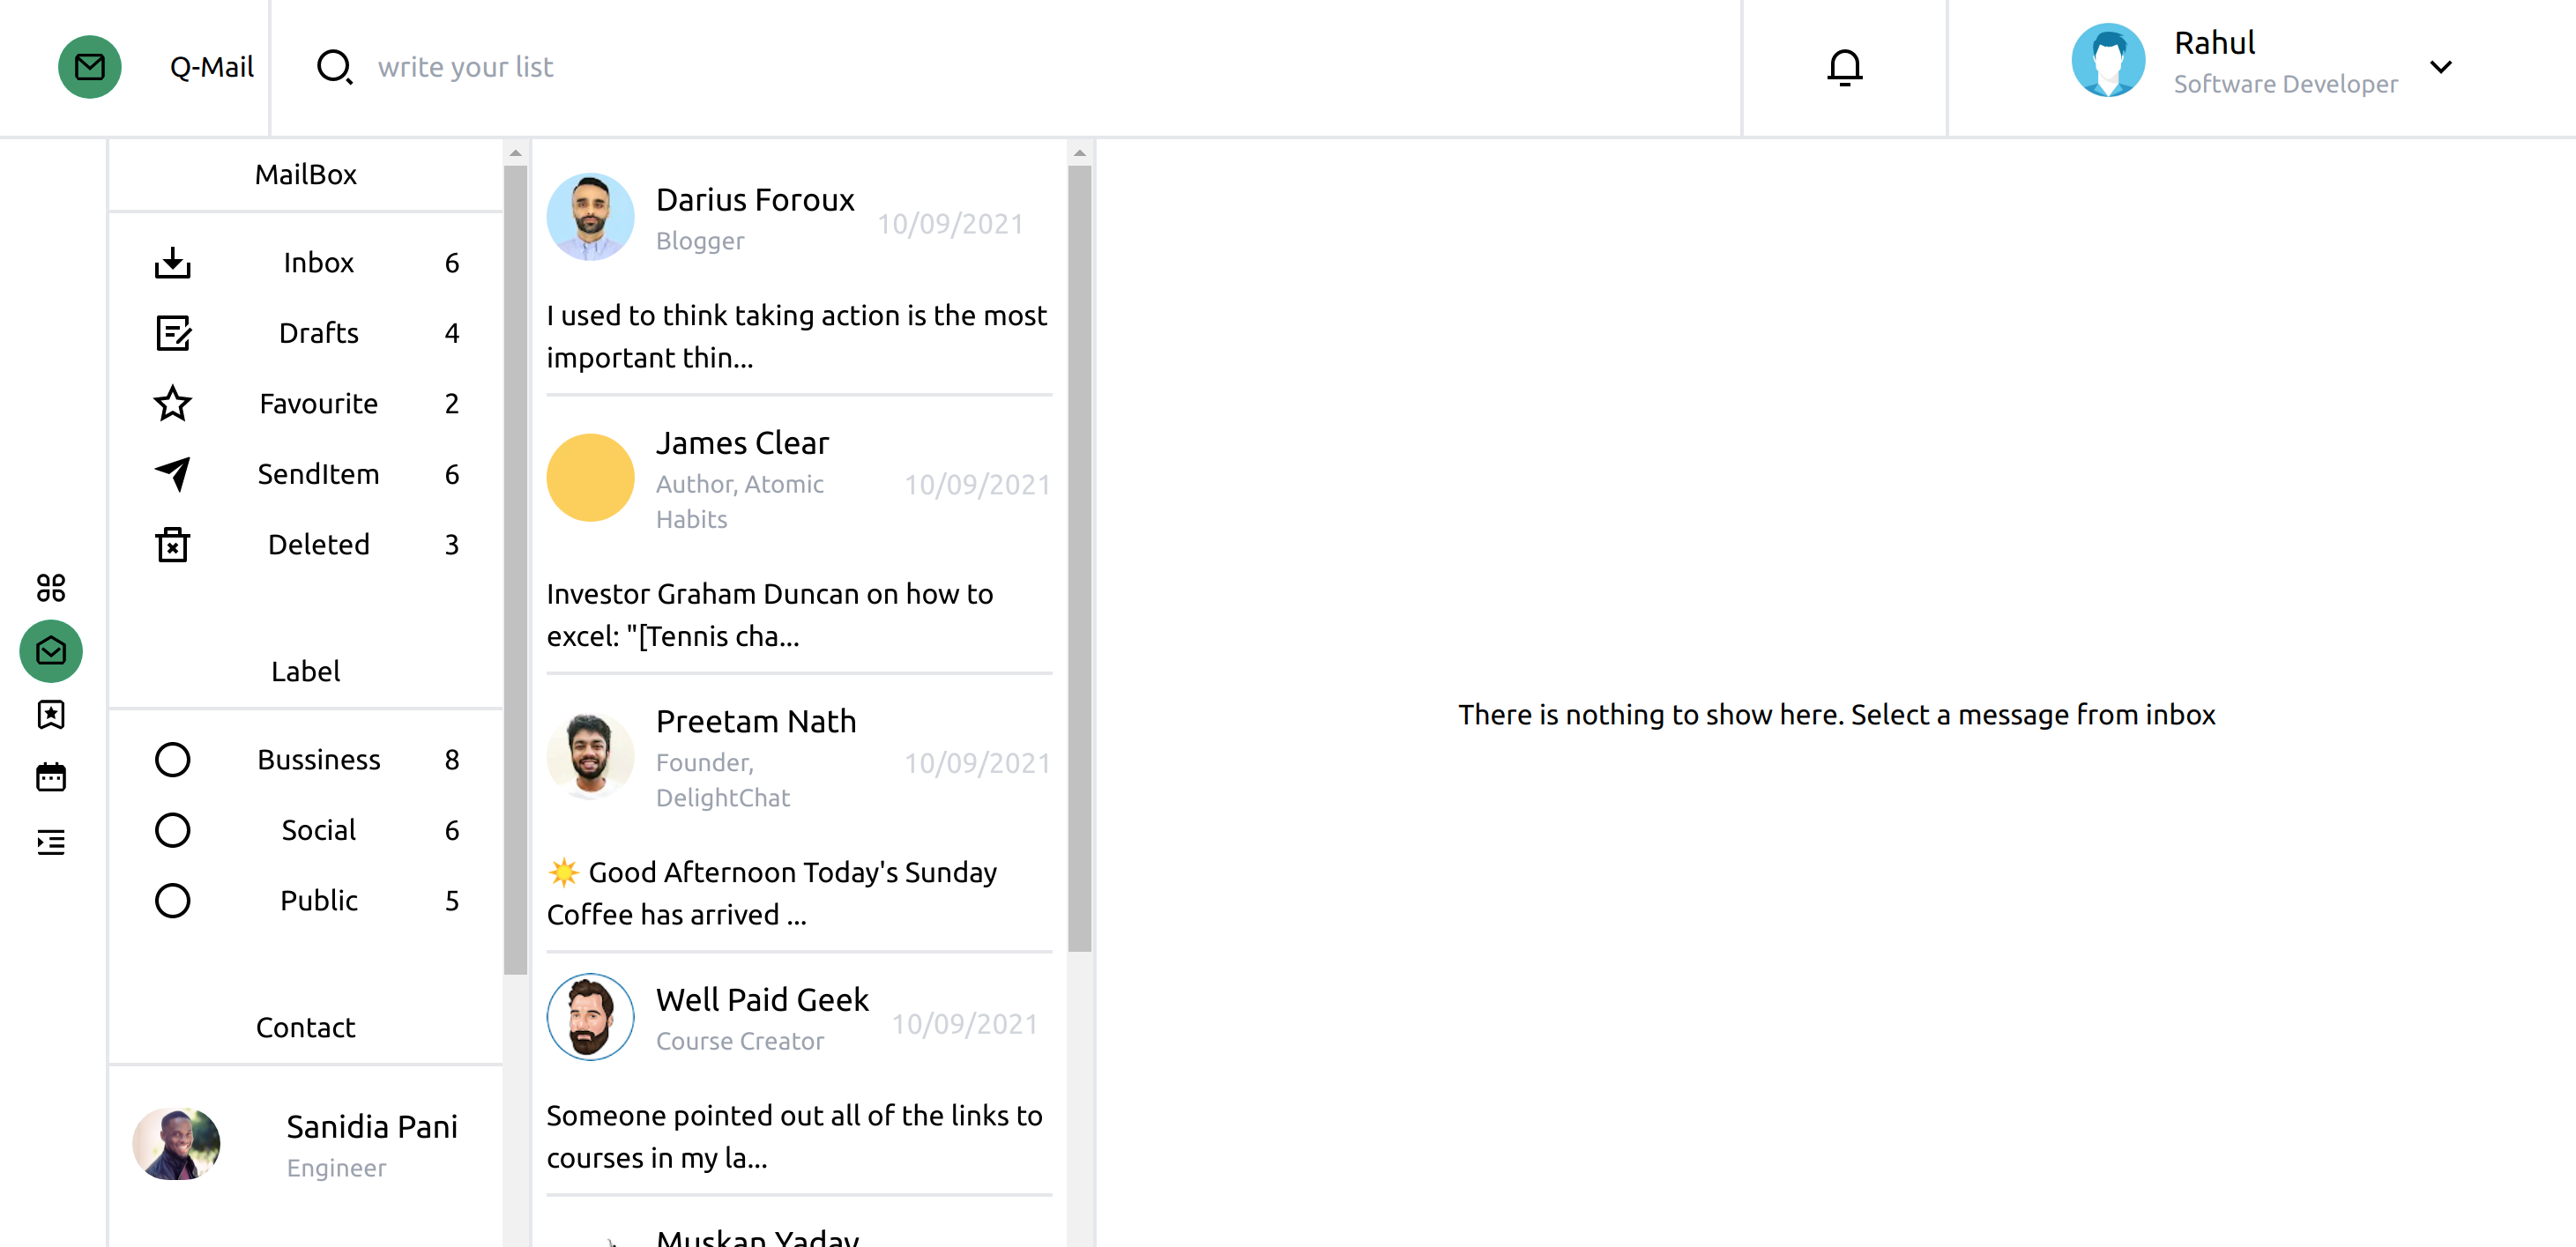 Q-Mail
write your list
Rahul
Software Developer
MailBox
Inbox 6
Drafts 4
Favourite 2
SendItem 6
Deleted 3
Label
Bussiness 8
Social 6
Public 5
Contact
Sanidia Pani
Engineer
Darius Foroux
Blogger
10/09/2021
I used to think taking action is the most
important thin...
James Clear
Author, Atomic
Habits
10/09/2021
Investor Graham Duncan on how to
excel: "[Tennis cha...
Preetam Nath
Founder,
DelightChat
10/09/2021
☀️ Good Afternoon Today's Sunday
Coffee has arrived ...
Well Paid Geek
Course Creator
10/09/2021
Someone pointed out all of the links to
courses in my la...
Muskan Yadav
There is nothing to show here. Select a message from inbox